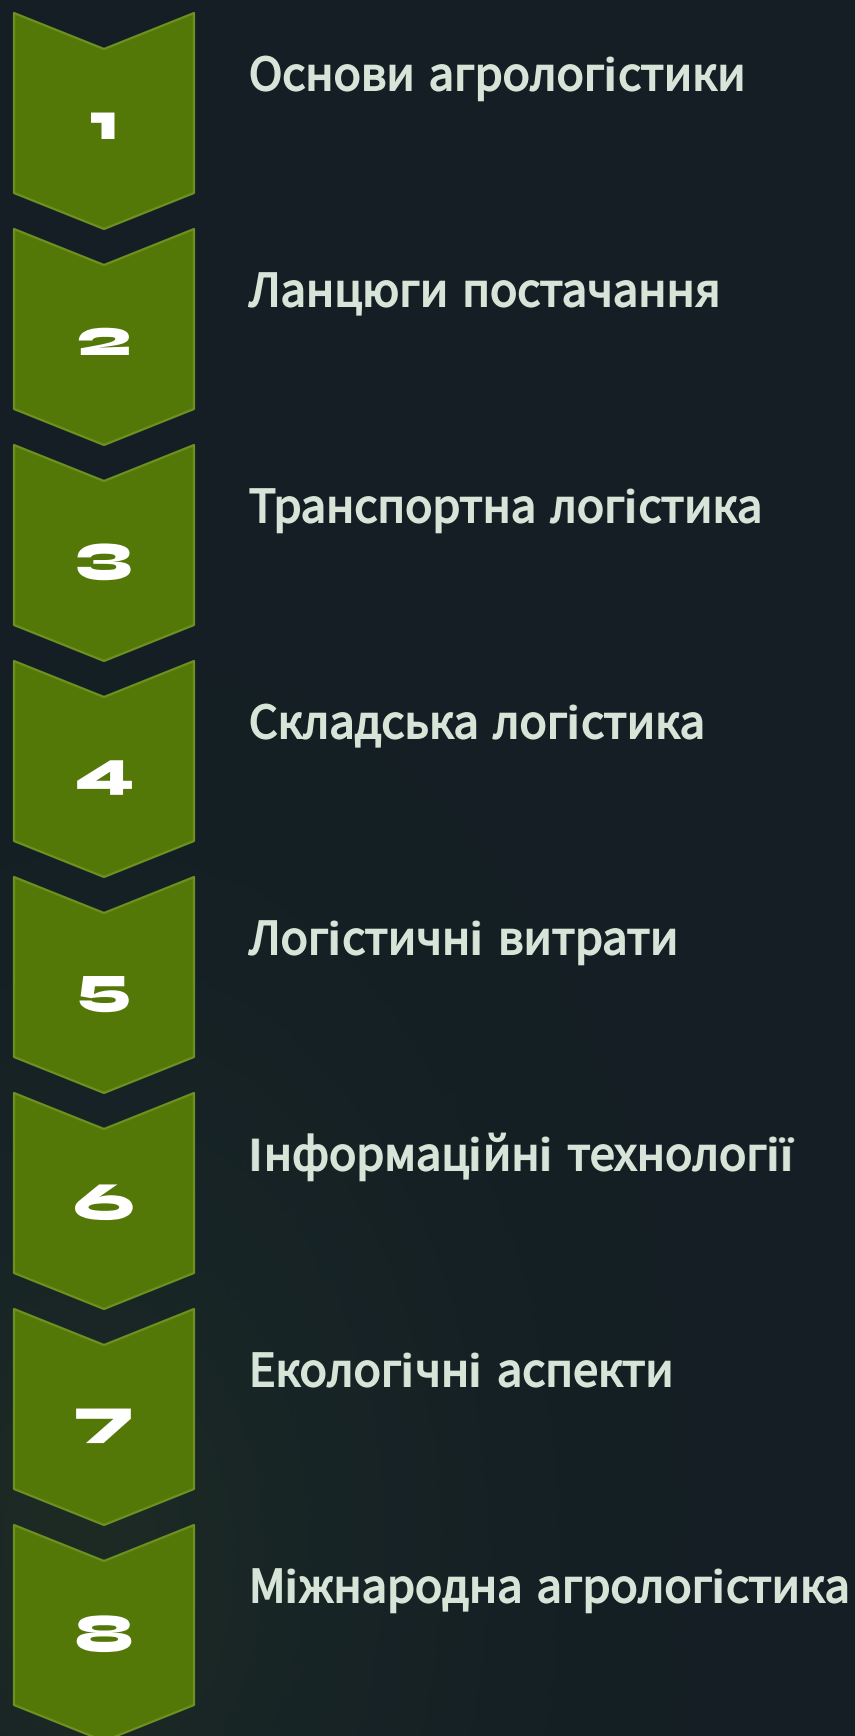 1
Основи агрологістики
2
Ланцюги постачання
3
Транспортна логістика
4
Складська логістика
5
Логістичні витрати
6
Інформаційні технології
7
Екологічні аспекти
8
Міжнародна агрологістика